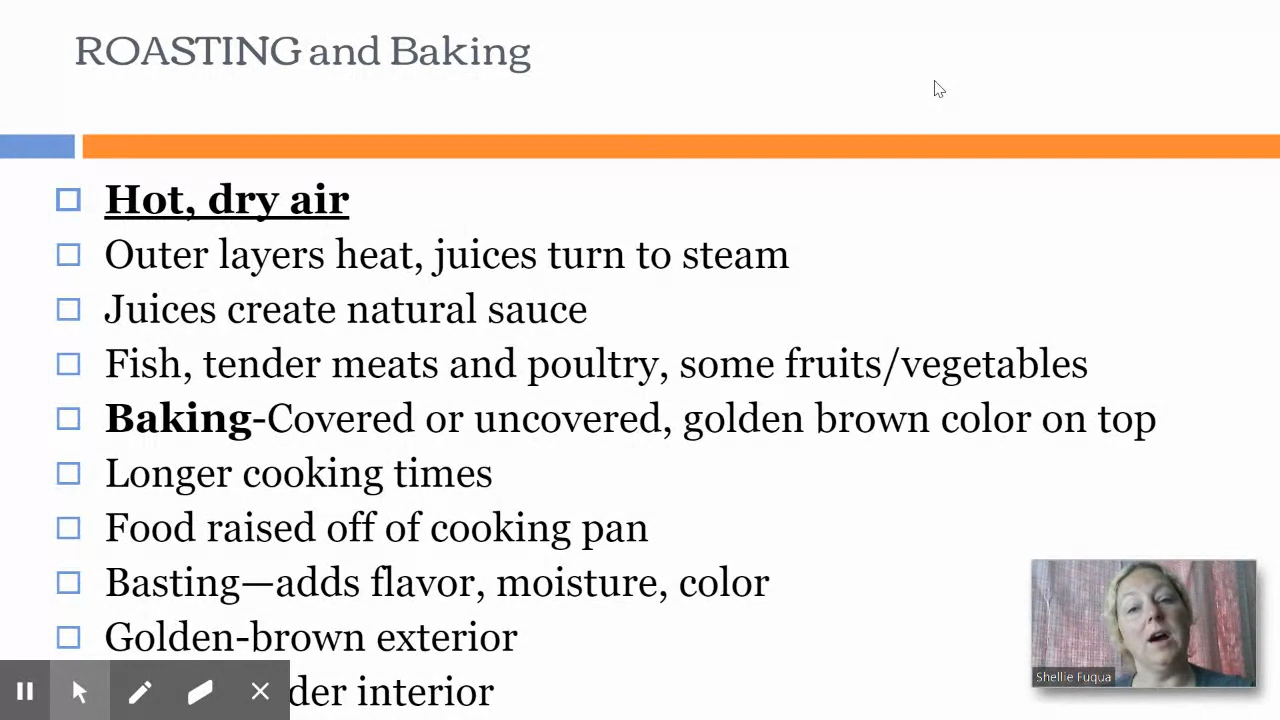 ROASTING and Baking
Hot, dry air
Outer layers heat, juices turn to steam
Juices create natural sauce
Fish, tender meats and poultry, some fruits/vegetables
Baking-Covered or uncovered, golden brown color on top
Longer cooking times
Food raised off of cooking pan
Basting—adds flavor, moisture, color
Golden-brown exterior
interior
Shellie Fuqua